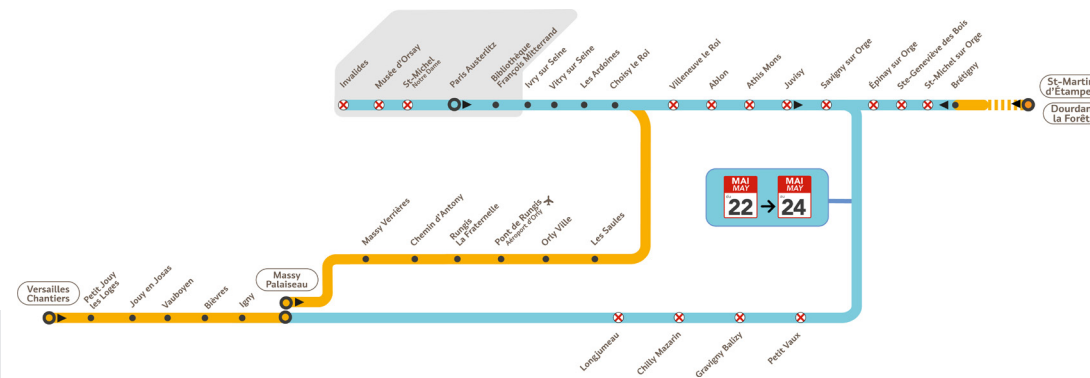 Invalides
Musée d'Orsay
St-Michel
Notre Dame
Paris Austerlitz
Bibliothèque
François Mitterrand
Ivry sur Seine
Vitry sur Seine
Les Ardoines
Choisy le Roi
Villeneuve le Roi
Ablon
Athis Mons
Juvisy
Savigny sur Orge
Épinay sur Orge
Ste-Geneviève des Bois
St-Michel sur Orge
Brétigny
St-Martin
d'Étampe
Dourdan
la Forêt
MAI
MAY
22
MAI
MAY
24
Massy Verrières
Chemin d'Antony
Rungis
La Fraternelle
Pont de Rungis
Aéroport d'Orly
Orly Ville
Les Saules
Massy
Palaiseau
Versailles
Chantiers
Petit Jouy
les Loges
Jouy en Josas
Vauboyen
Bièvres
Igny
Longjumeau
Chilly Mazarin
Gravigny Balizy
Petit Vaux